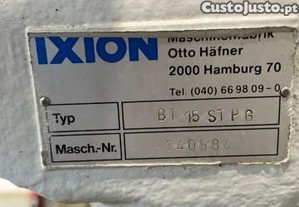 CustoJusto.pt
IXION
Maschinenfabrik
Otto Häfner
2000 Hamburg 70
Tel. (040) 66 98 09-0
Typ BT 15 ST PG
Masch.-Nr.